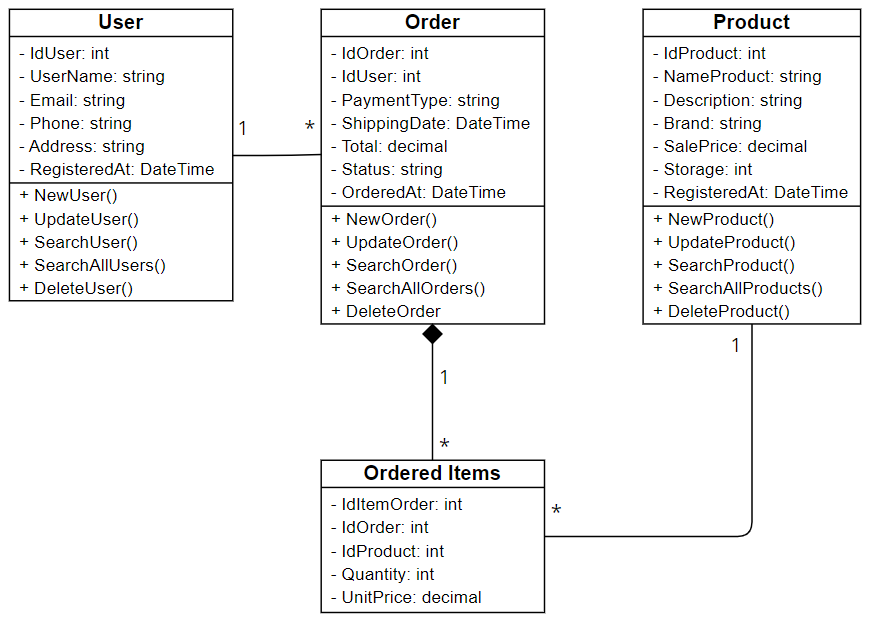 User
- IdUser: int
- UserName: string
- Email: string
- Phone: string
- Address: string
- RegisteredAt: DateTime
+ NewUser()
+ UpdateUser()
+ SearchUser()
+ SearchAllUsers()
+ DeleteUser()
1
*
Order
- IdOrder: int
- IdUser: int
- PaymentType: string
- ShippingDate: DateTime
- Total: decimal
- Status: string
- OrderedAt: DateTime
+ NewOrder()
+ UpdateOrder()
+ SearchOrder()
+ SearchAllOrders()
+ DeleteOrder
Product
- IdProduct: int
- NameProduct: string
- Description: string
- Brand: string
- SalePrice: decimal
- Storage: int
- RegisteredAt: DateTime
+ NewProduct()
+ UpdateProduct()
+ SearchProduct()
+ SearchAllProducts()
+ DeleteProduct()
1
1
*
Ordered Items
- IdItemOrder: int
- IdOrder: int
- IdProduct: int
- Quantity: int
- UnitPrice: decimal
*